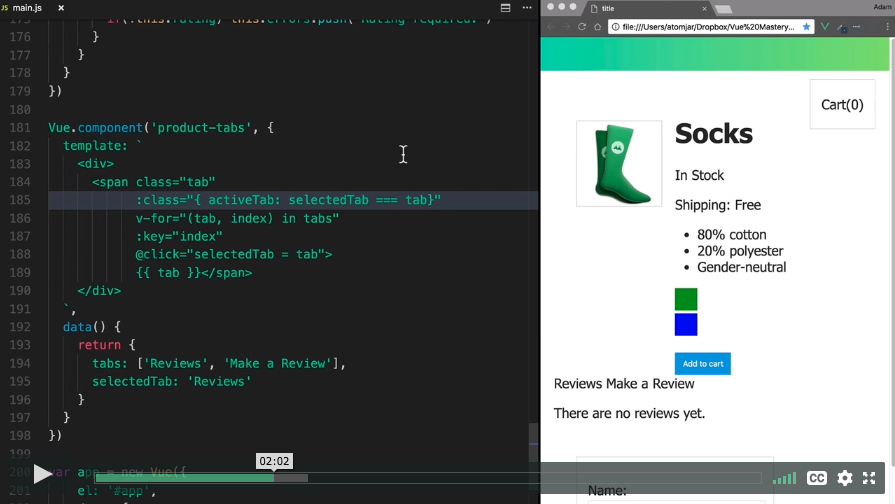 main.js
175 if(!this.rating) this.errors.push("Rating required.")
176 }
177 }
178 }
179 })
180
181 Vue.component('product-tabs', {
182 template: `
183 <div>
184 <span class="tab"
185 :class="{ activeTab: selectedTab === tab}"
186 v-for="(tab, index) in tabs"
187 :key="index"
188 @click="selectedTab = tab">
189 {{ tab }}</span>
190 </div>
191 `,
192 data() {
193 return {
194 tabs: ['Reviews', 'Make a Review'],
195 selectedTab: 'Reviews'
196 }
197 }
198 })
199
200 var app = new Vue({
201 el: '#app',
02:02
CC
title
Adam
file:///Users/atomjar/Dropbox/Vue%20Mastery...
Cart(0)
Socks
In Stock
Shipping: Free
• 80% cotton
• 20% polyester
• Gender-neutral
Add to cart
Reviews Make a Review
There are no reviews yet.
Name: